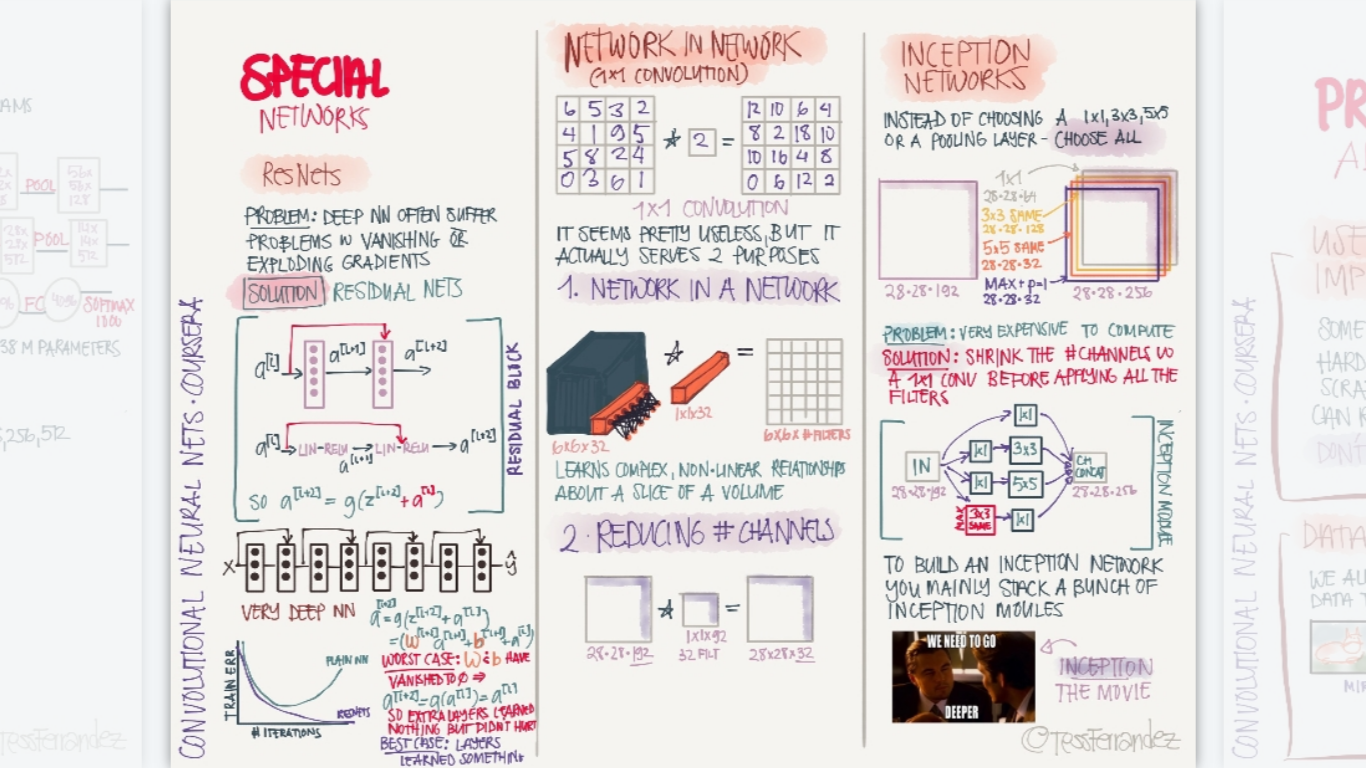 SPECIAL
NETWORKS
ResNets
PROBLEM: DEEP NN OFTEN SUFFER
PROBLEMS W VANISHING OR
EXPLODING GRADIENTS
SOLUTION RESIDUAL NETS
a[l] a[l+1] a[l+2]
a[l] LIN-RELU LIN-RELU a[l+2]
a[l+1]
SO a[l+2] = g(z[l+2] + a[l])
RESIDUAL BLOCK
X ŷ
VERY DEEP NN
TRAIN ERR
PLAIN NN
RESNETS
# ITERATIONS
a[l+2] = g(z[l+2] + a[l])
=(W[l+2] a[l+1] + b[l+2] + a[l])
WORST CASE: W & b HAVE
VANISHED TO 0 ⇒
a[l+2] = g(a[l]) = a[l]
SO EXTRA LAYERS LEARNED
NOTHING BUT DIDNT HURT
BEST CASE: LAYERS
LEARNED SOMETHING
CONVOLUTIONAL NEURAL NETS · COURSERA
NETWORK IN NETWORK
(1x1 CONVOLUTION)
6 5 3 2
4 1 9 5
5 8 2 4
0 3 6 1
* 2 =
12 10 6 4
8 2 18 10
10 16 4 8
0 6 12 2
1x1 CONVOLUTION
IT SEEMS PRETTY USELESS, BUT IT
ACTUALLY SERVES 2 PURPOSES
1. NETWORK IN A NETWORK
* =
6x6x32
1x1x32
6x6x #FILTERS
LEARNS COMPLEX, NON-LINEAR RELATIONSHIPS
ABOUT A SLICE OF A VOLUME
2. REDUCING # CHANNELS
* =
28·28·192
1x1x92
32 FILT
28x28x32
INCEPTION
NETWORKS
INSTEAD OF CHOOSING A 1x1, 3x3, 5x5
OR A POOLING LAYER - CHOOSE ALL
1x1
28·28·64
3x3 SAME
28·28·128
5x5 SAME
28·28·32
MAX + p=1
28·28·32
28·28·192
28·28·256
PROBLEM: VERY EXPENSIVE TO COMPUTE
SOLUTION: SHRINK THE #CHANNELS W
A 1x1 CONV BEFORE APPLYING ALL THE
FILTERS
IN
28·28·192
1x1
1x1 3x3
1x1 5x5
MAX 3x3 SAME 1x1
CH CONCAT
28·28·256
INCEPTION MODULE
TO BUILD AN INCEPTION NETWORK
YOU MAINLY STACK A BUNCH OF
INCEPTION MOULES
WE NEED TO GO
DEEPER
INCEPTION
THE MOVIE
©TessFerrandez
AMS
POOL
56x
56x
128
28x
28x
512
POOL
14x
14x
512
FC
SOFTMAX
1000
38 M PARAMETERS
,256,512
TessFerrandez
CONVOLUTIONAL NEURAL NETS · COURSERA
PR
A
USE
IMP
SOME
HARD
SCRA
CAN
DON'T
DATA
WE AL
DATA T
MIR